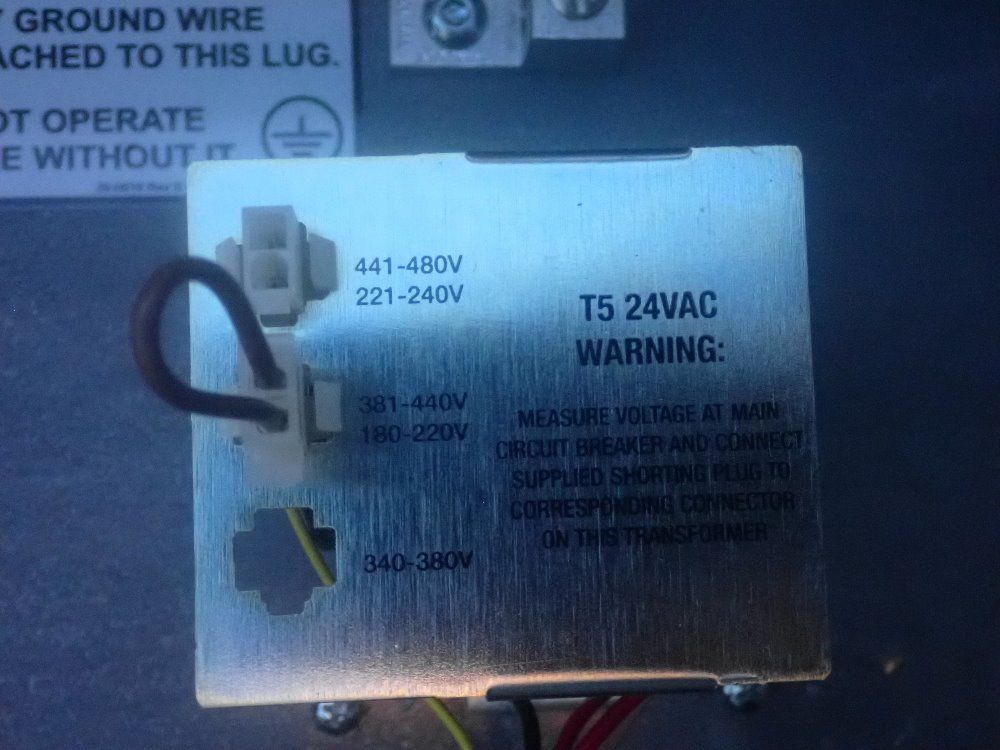 GROUND WIRE
ACHED TO THIS LUG.
OT OPERATE
E WITHOUT IT
441-480V
221-240V
381-440V
180-220V
340-380V
T5 24VAC
WARNING:
MEASURE VOLTAGE AT MAIN
CIRCUIT BREAKER AND CONNECT
SUPPLIED SHORTING PLUG TO
CORRESPONDING CONNECTOR
ON THIS TRANSFORMER